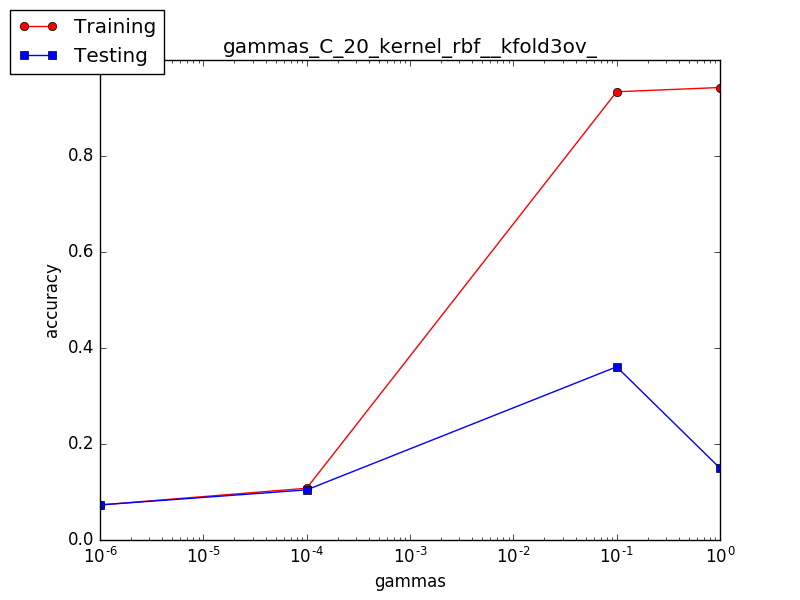 Training
Testing
gammas_C_20_kernel_rbf__kfold3ov_
accuracy
0.8
0.6
0.4
0.2
0.0
10^-6 10^-5 10^-4 10^-3 10^-2 10^-1 10^0
gammas